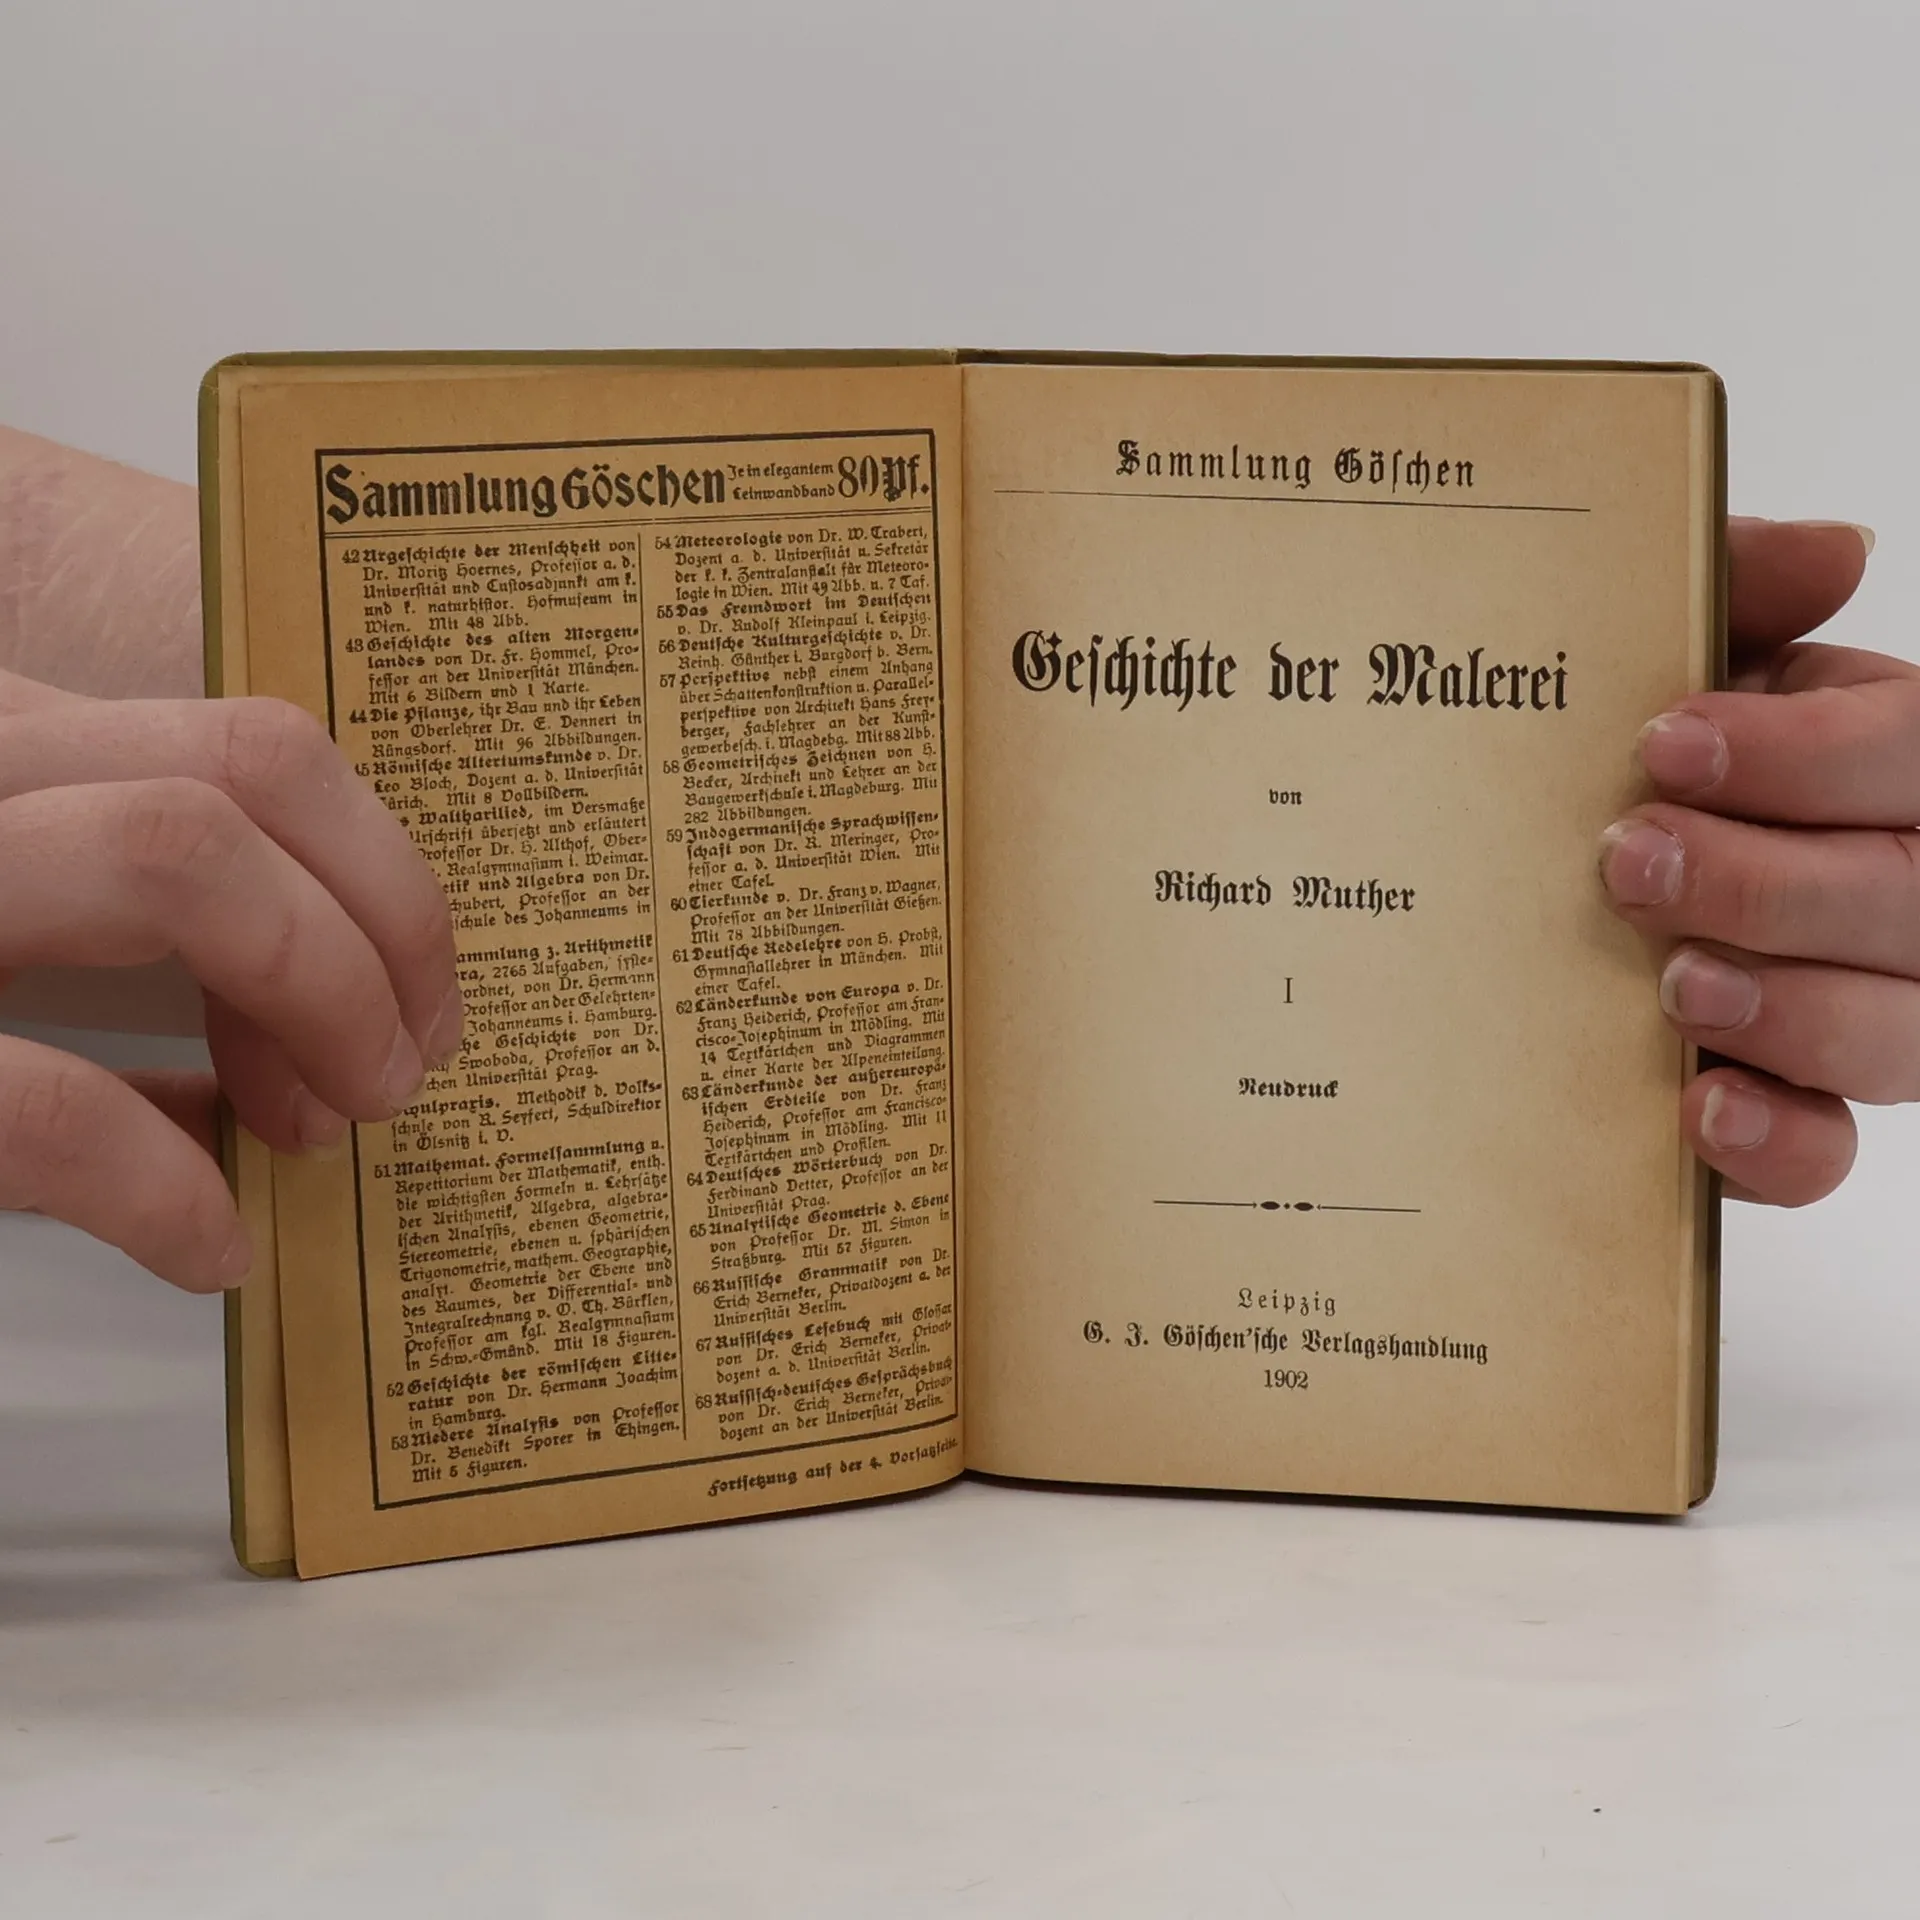 Sammlung Göschen Je in elegantem Leinwandband 80 Pf.
42 Urgeschichte der Menschheit von
Dr. Moritz Hoernes, Professor a. d.
Universität und Custosadjunkt am k.
und k. naturhistor. Hofmuseum in
Wien. Mit 48 Abb.
43 Geschichte des alten Morgen-
landes von Dr. Fr. Hommel, Pro-
fessor an der Universität München.
Mit 6 Bildern und 1 Karte.
44 Die Pflanze, ihr Bau und ihr Leben
von Oberlehrer Dr. E. Dennert in
Rüngsdorf. Mit 96 Abbildungen.
45 Römische Altertumskunde v. Dr.
Leo Bloch, Dozent a. d. Universität
Zürich. Mit 8 Vollbildern.
Waltharilied, im Versmaße
Urschrift übersetzt und erläutert
Professor Dr. H. Althof, Ober-
Realgymnasium i. Weimar.
und Algebra von Dr.
Professor an der
des Johanneums in
z. Arithmetik
2765 Aufgaben, syste-
von Dr. Hermann
Professor an der Gelehrten-
Johanneums i. Hamburg.
Geschichte von Dr.
Swoboda, Professor an d.
Universität Prag.
Methodik d. Volks-
schule von R. Seyfert, Schuldirektor
in Ölsnitz i. V.
51 Mathemat. Formelsammlung u.
Repetitorium der Mathematik, enth.
die wichtigsten Formeln u. Lehrsätze
der Arithmetik, Algebra, algebra-
ischen Analysis, ebenen Geometrie,
Stereometrie, ebenen u. sphärischen
Trigonometrie, mathem. Geographie,
analyt. Geometrie der Ebene und
des Raumes, der Differential- und
Integralrechnung v. O. Th. Bürklen,
Professor am kgl. Realgymnasium
in Schw.-Gmünd. Mit 18 Figuren.
52 Geschichte der römischen Litte-
ratur von Dr. Hermann Joachim
in Hamburg.
53 Niedere Analysis von Professor
Dr. Benedikt Sporer in Ehingen.
Mit 5 Figuren.
54 Meteorologie von Dr. W. Trabert,
Dozent a. d. Universität u. Sekretär
der k. k. Zentralanstalt für Meteoro-
logie in Wien. Mit 49 Abb. u. 7 Taf.
55 Das Fremdwort im Deutschen
v. Dr. Rudolf Kleinpaul i. Leipzig.
56 Deutsche Kulturgeschichte v. Dr.
Reinh. Günther i. Burgdorf b. Bern.
57 Perspektive nebst einem Anhang
über Schattenkonstruktion u. Parallel-
perspektive von Architekt Hans Frey-
berger, Fachlehrer an der Kunst-
gewerbesch. i. Magdebg. Mit 88 Abb.
58 Geometrisches Zeichnen von H.
Becker, Architekt und Lehrer an der
Baugewerkschule i. Magdeburg. Mit
282 Abbildungen.
59 Indogermanische Sprachwissen-
schaft von Dr. R. Meringer, Pro-
fessor a. d. Universität Wien. Mit
einer Tafel.
60 Tierkunde v. Dr. Franz v. Wagner,
Professor an der Universität Gießen.
Mit 78 Abbildungen.
61 Deutsche Redelehre von H. Probst,
Gymnasiallehrer in München. Mit
einer Tafel.
62 Länderkunde von Europa v. Dr.
Franz Heiderich, Professor am Fran-
cisco-Josephinum in Mödling. Mit
14 Textkärtchen und Diagrammen
u. einer Karte der Alpeneinteilung.
63 Länderkunde der außereuropä-
ischen Erdteile von Dr. Franz
Heiderich, Professor am Francisco-
Josephinum in Mödling. Mit 11
Textkärtchen und Profilen.
64 Deutsches Wörterbuch von Dr.
Ferdinand Detter, Professor an der
Universität Prag.
65 Analytische Geometrie d. Ebene
von Professor Dr. M. Simon in
Straßburg. Mit 57 Figuren.
66 Russische Grammatik von Dr.
Erich Berneker, Privatdozent a. der
Universität Berlin.
67 Russisches Lesebuch mit Glossar
von Dr. Erich Berneker, Privat-
dozent a. d. Universität Berlin.
68 Russisch-deutsches Gesprächsbuch
von Dr. Erich Berneker, Privat-
dozent an der Universität Berlin.
Fortsetzung auf der 4. Vorsatzseite.
Sammlung Göschen
Geschichte der Malerei
von
Richard Muther
I
Neudruck
Leipzig
G. J. Göschen'sche Verlagshandlung
1902